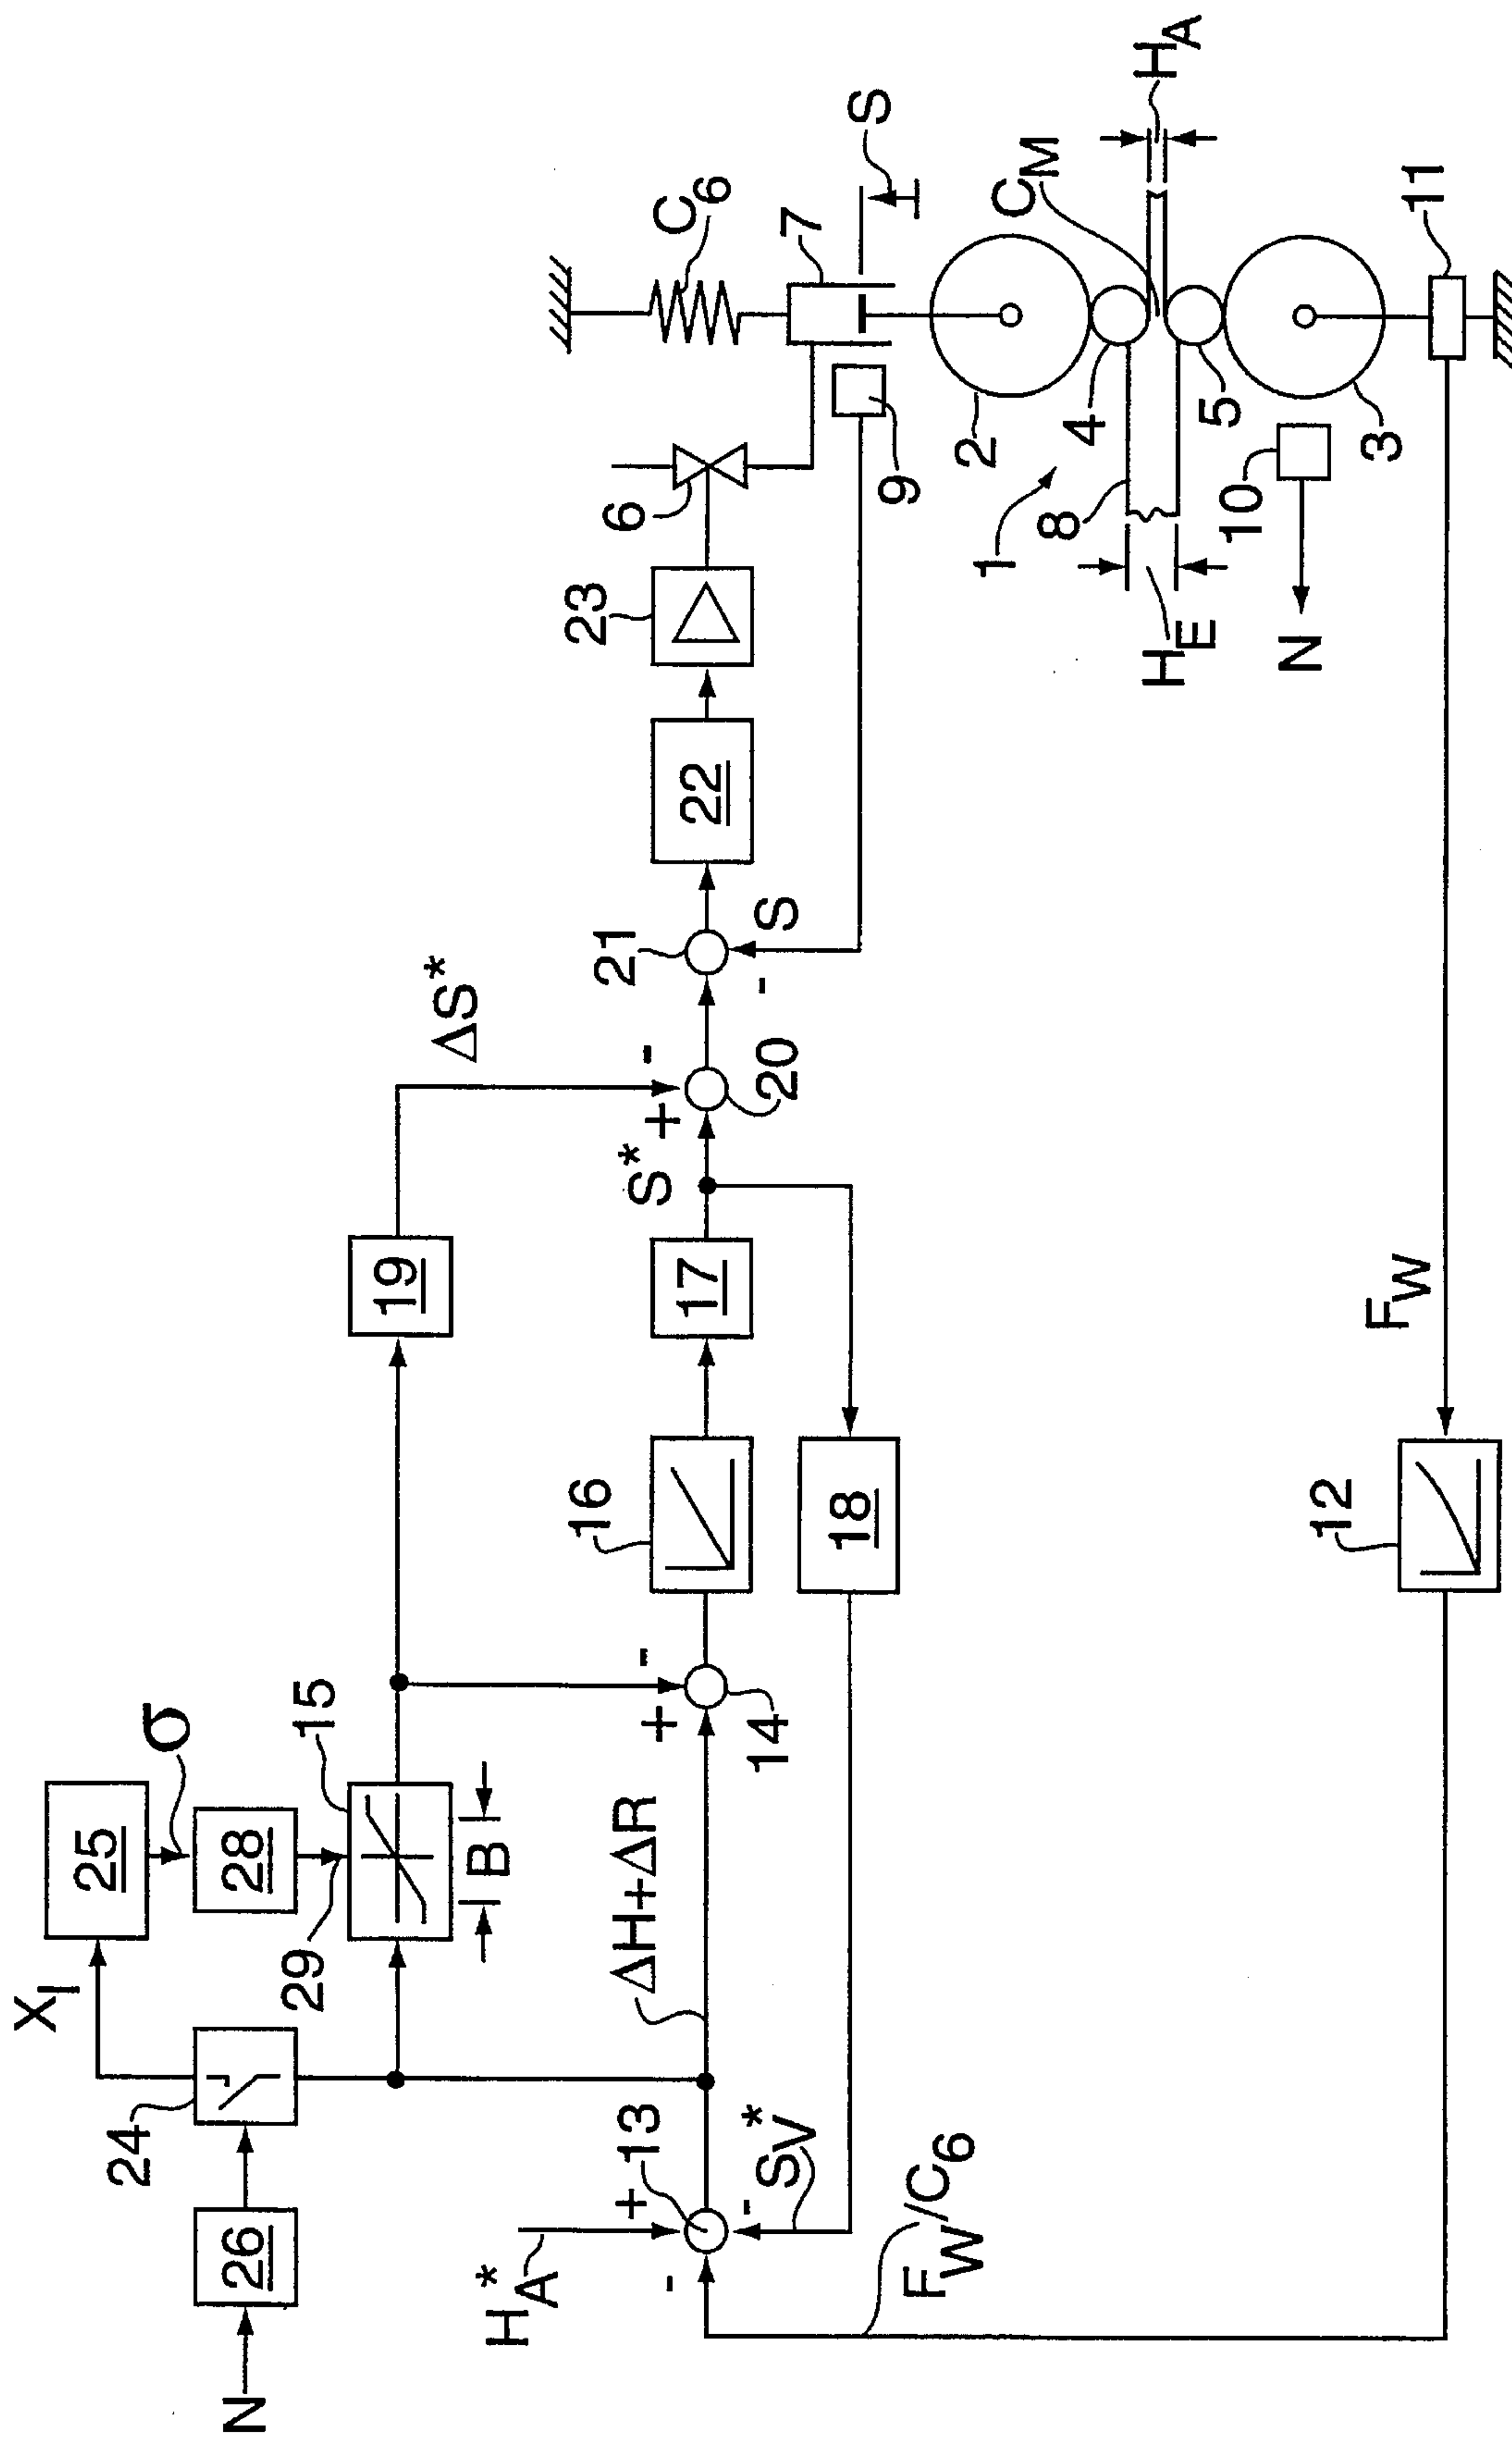 N
26
24
X_I
25
σ
28
29
15
B
19
ΔS*
H_A*
+
13
-
-
S_V*
F_W/C_6
ΔH+ΔR
+
-
14
16
17
18
S*
+
-
20
21
-
S
22
23
6
C_6
7
S
9
2
4
1
8
H_E
C_M
H_A
5
10
N
3
11
F_W
12